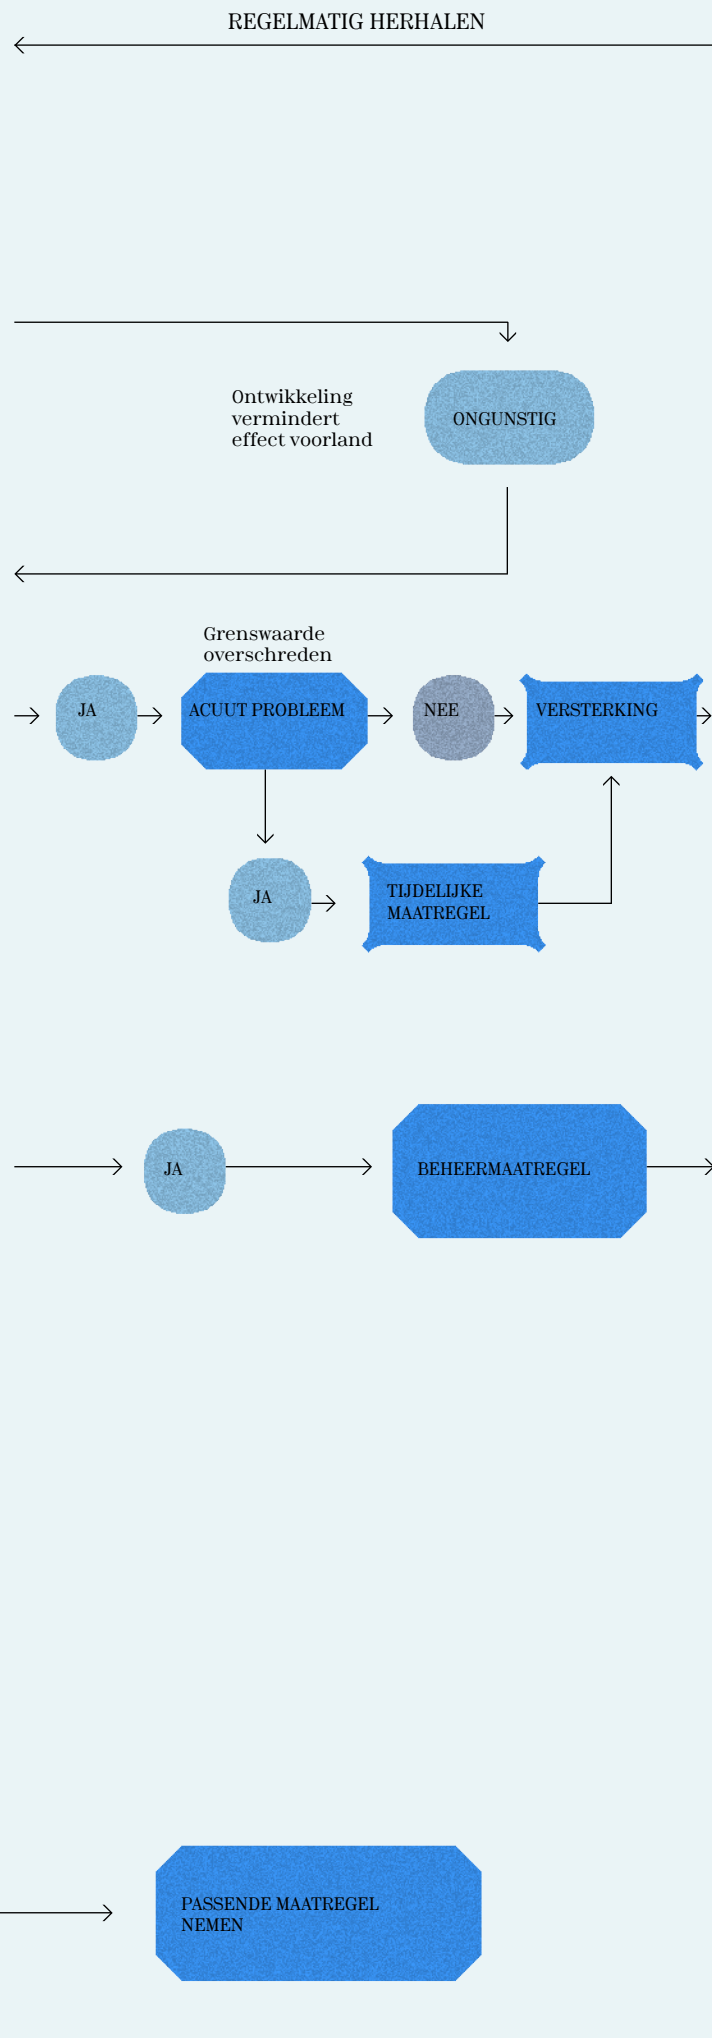 REGELMATIG HERHALEN
Ontwikkeling
vermindert
effect voorland
ONGUNSTIG
Grenswaarde
overschreden
JA
ACUUT PROBLEEM
NEE
VERSTERKING
JA
TIJDELIJKE
MAATREGEL
JA
BEHEERMAATREGEL
PASSENDE MAATREGEL
NEMEN